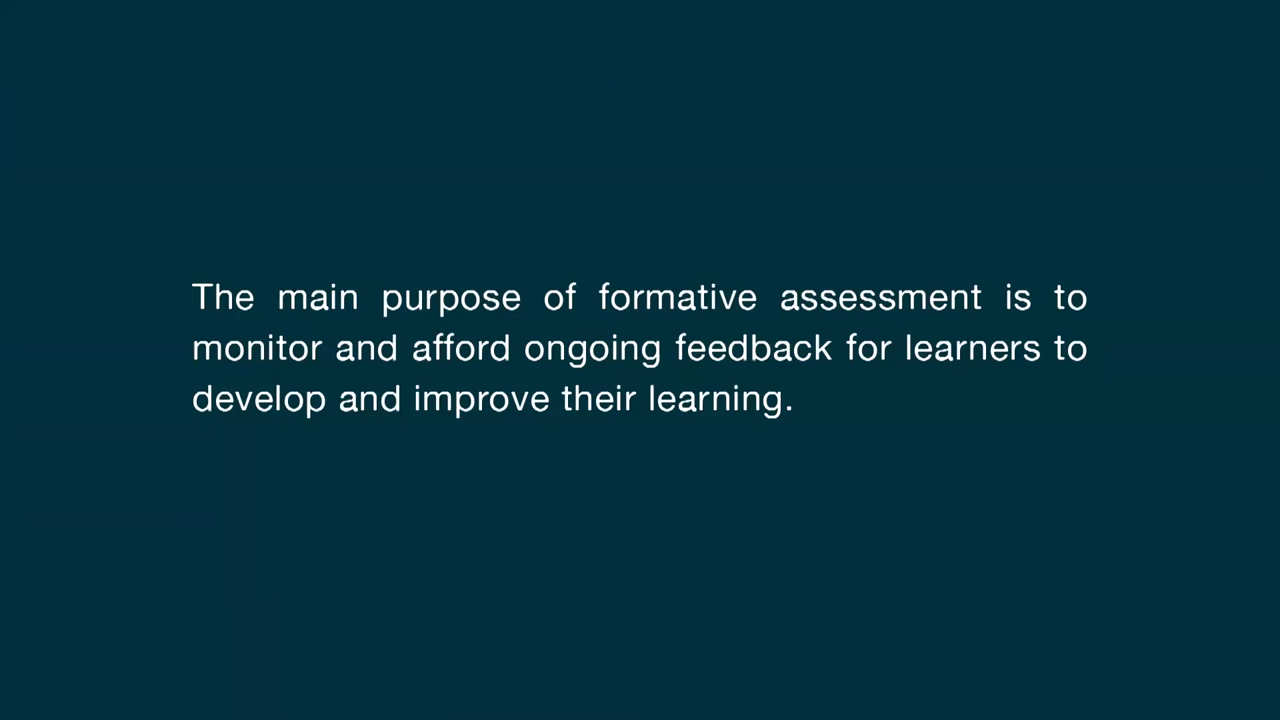 The main purpose of formative assessment is to
monitor and afford ongoing feedback for learners to
develop and improve their learning.